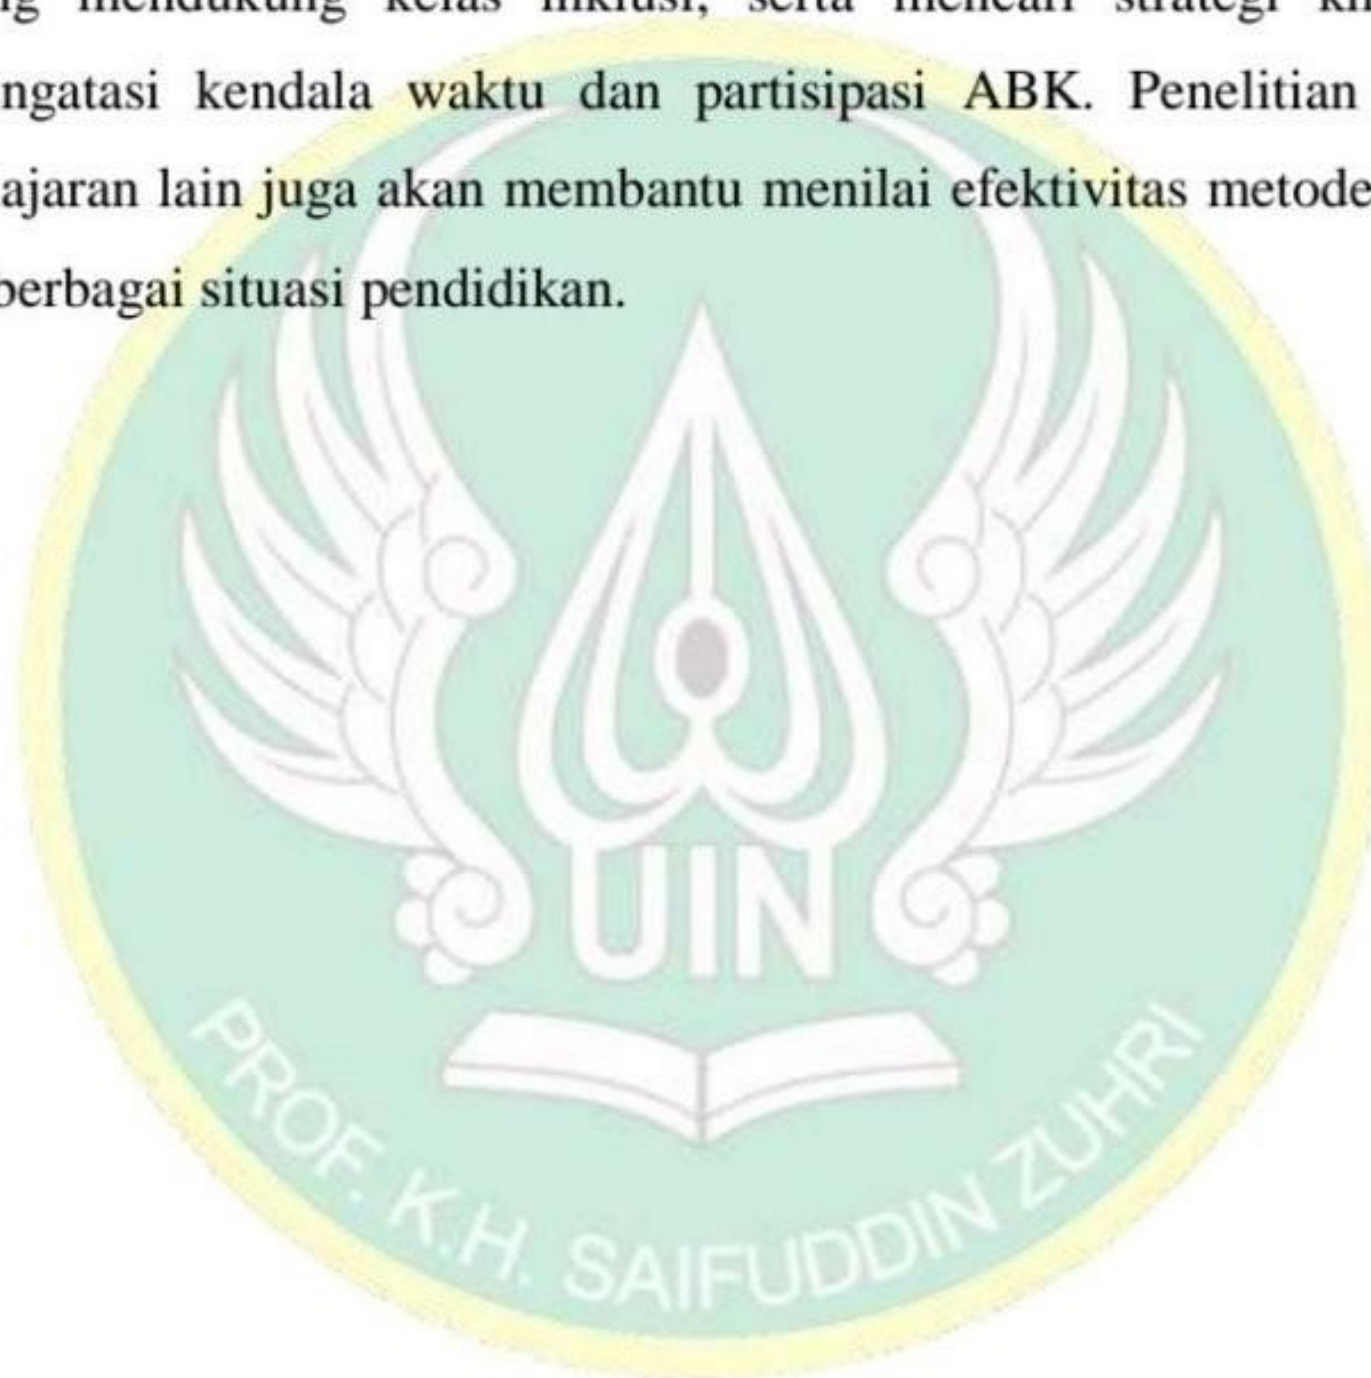 mendukung kelas inklusi, serta mencari strategi
ngatasi kendala waktu dan partisipasi ABK. Penelitian
ajaran lain juga akan membantu menilai efektivitas metode
berbagai situasi pendidikan.
UIN
PROF. K.H. SAIFUDDIN ZUHRI